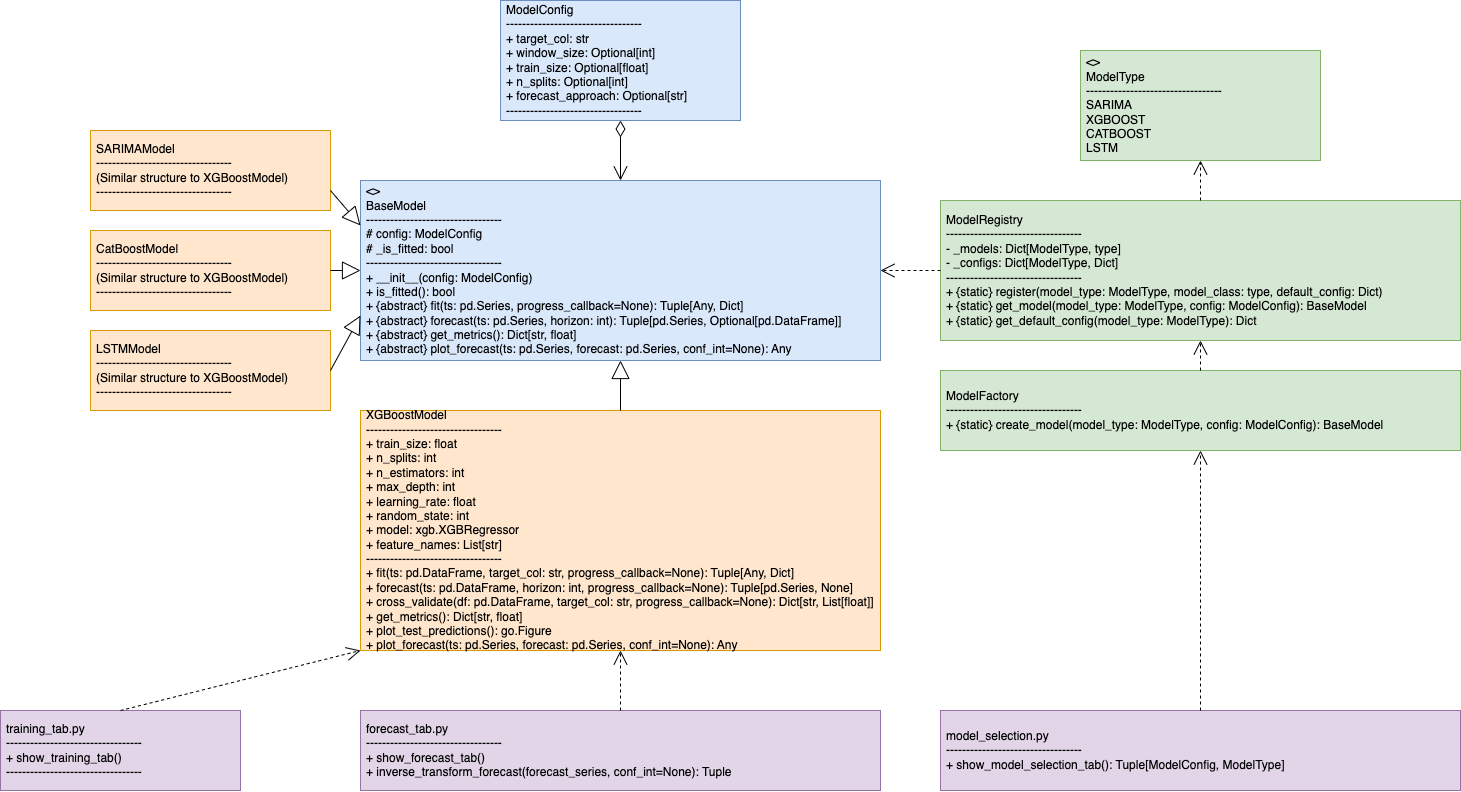 ModelConfig
----------------------------------
+ target_col: str
+ window_size: Optional[int]
+ train_size: Optional[float]
+ n_splits: Optional[int]
+ forecast_approach: Optional[str]
----------------------------------
<>
ModelType
----------------------------------
SARIMA
XGBOOST
CATBOOST
LSTM
SARIMAModel
----------------------------------
(Similar structure to XGBoostModel)
----------------------------------
CatBoostModel
----------------------------------
(Similar structure to XGBoostModel)
----------------------------------
LSTMModel
----------------------------------
(Similar structure to XGBoostModel)
----------------------------------
<>
BaseModel
----------------------------------
# config: ModelConfig
# _is_fitted: bool
----------------------------------
+ __init__(config: ModelConfig)
+ is_fitted(): bool
+ {abstract} fit(ts: pd.Series, progress_callback=None): Tuple[Any, Dict]
+ {abstract} forecast(ts: pd.Series, horizon: int): Tuple[pd.Series, Optional[pd.DataFrame]]
+ {abstract} get_metrics(): Dict[str, float]
+ {abstract} plot_forecast(ts: pd.Series, forecast: pd.Series, conf_int=None): Any
ModelRegistry
----------------------------------
- _models: Dict[ModelType, type]
- _configs: Dict[ModelType, Dict]
----------------------------------
+ {static} register(model_type: ModelType, model_class: type, default_config: Dict)
+ {static} get_model(model_type: ModelType, config: ModelConfig): BaseModel
+ {static} get_default_config(model_type: ModelType): Dict
ModelFactory
----------------------------------
+ {static} create_model(model_type: ModelType, config: ModelConfig): BaseModel
XGBoostModel
----------------------------------
+ train_size: float
+ n_splits: int
+ n_estimators: int
+ max_depth: int
+ learning_rate: float
+ random_state: int
+ model: xgb.XGBRegressor
+ feature_names: List[str]
----------------------------------
+ fit(ts: pd.DataFrame, target_col: str, progress_callback=None): Tuple[Any, Dict]
+ forecast(ts: pd.DataFrame, horizon: int, progress_callback=None): Tuple[pd.Series, None]
+ cross_validate(df: pd.DataFrame, target_col: str, progress_callback=None): Dict[str, List[float]]
+ get_metrics(): Dict[str, float]
+ plot_test_predictions(): go.Figure
+ plot_forecast(ts: pd.Series, forecast: pd.Series, conf_int=None): Any
training_tab.py
----------------------------------
+ show_training_tab()
----------------------------------
forecast_tab.py
----------------------------------
+ show_forecast_tab()
+ inverse_transform_forecast(forecast_series, conf_int=None): Tuple
model_selection.py
----------------------------------
+ show_model_selection_tab(): Tuple[ModelConfig, ModelType]